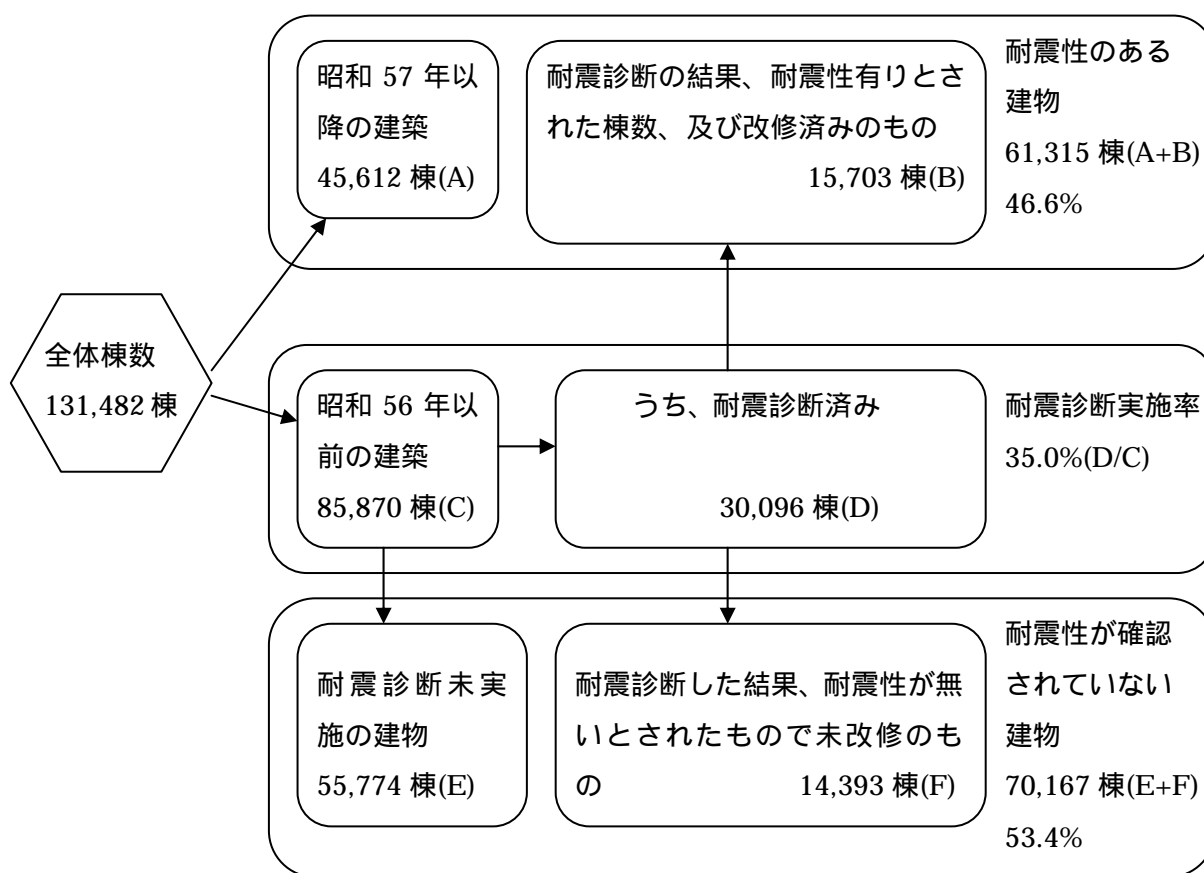 昭和 57 年以
降の建築
45,612 棟(A)
耐震診断の結果、耐震性有りとさ
れた棟数、及び改修済みのもの
15,703 棟(B)
耐震性のある
建物
61,315 棟(A+B)
46.6%
全体棟数
131,482 棟
昭和 56 年以
前の建築
85,870 棟(C)
うち、耐震診断済み
30,096 棟(D)
耐震診断実施率
35.0%(D/C)
耐震診断未実
施の建物
55,774 棟(E)
耐震診断した結果、耐震性が無
いとされたもので未改修のも
の 14,393 棟(F)
耐震性が確認
されていない
建物
70,167 棟(E+F)
53.4%